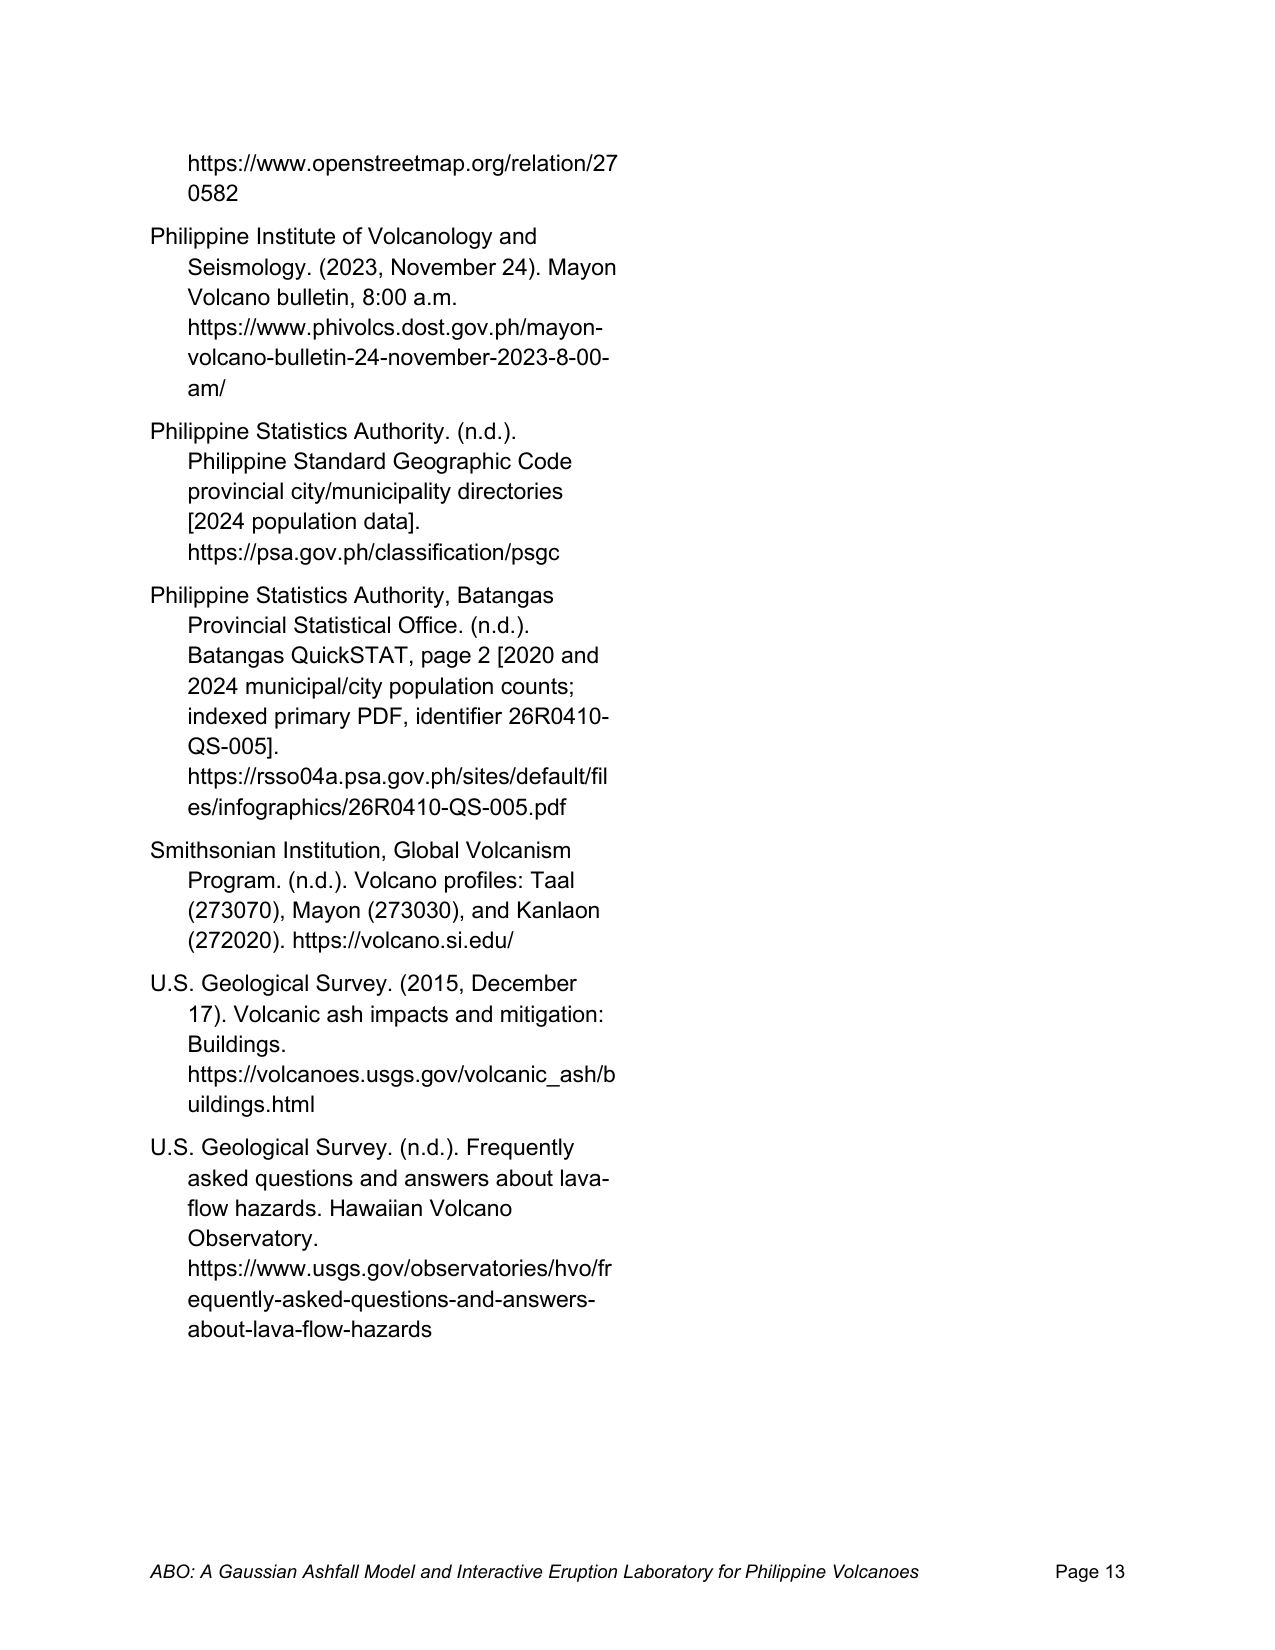 https://www.openstreetmap.org/relation/27
0582
Philippine Institute of Volcanology and
Seismology. (2023, November 24). Mayon
Volcano bulletin, 8:00 a.m.
https://www.phivolcs.dost.gov.ph/mayon-
volcano-bulletin-24-november-2023-8-00-
am/
Philippine Statistics Authority. (n.d.).
Philippine Standard Geographic Code
provincial city/municipality directories
[2024 population data].
https://psa.gov.ph/classification/psgc
Philippine Statistics Authority, Batangas
Provincial Statistical Office. (n.d.).
Batangas QuickSTAT, page 2 [2020 and
2024 municipal/city population counts;
indexed primary PDF, identifier 26R0410-
QS-005].
https://rsso04a.psa.gov.ph/sites/default/fil
es/infographics/26R0410-QS-005.pdf
Smithsonian Institution, Global Volcanism
Program. (n.d.). Volcano profiles: Taal
(273070), Mayon (273030), and Kanlaon
(272020). https://volcano.si.edu/
U.S. Geological Survey. (2015, December
17). Volcanic ash impacts and mitigation:
Buildings.
https://volcanoes.usgs.gov/volcanic_ash/b
uildings.html
U.S. Geological Survey. (n.d.). Frequently
asked questions and answers about lava-
flow hazards. Hawaiian Volcano
Observatory.
https://www.usgs.gov/observatories/hvo/fr
equently-asked-questions-and-answers-
about-lava-flow-hazards
ABO: A Gaussian Ashfall Model and Interactive Eruption Laboratory for Philippine Volcanoes Page 13